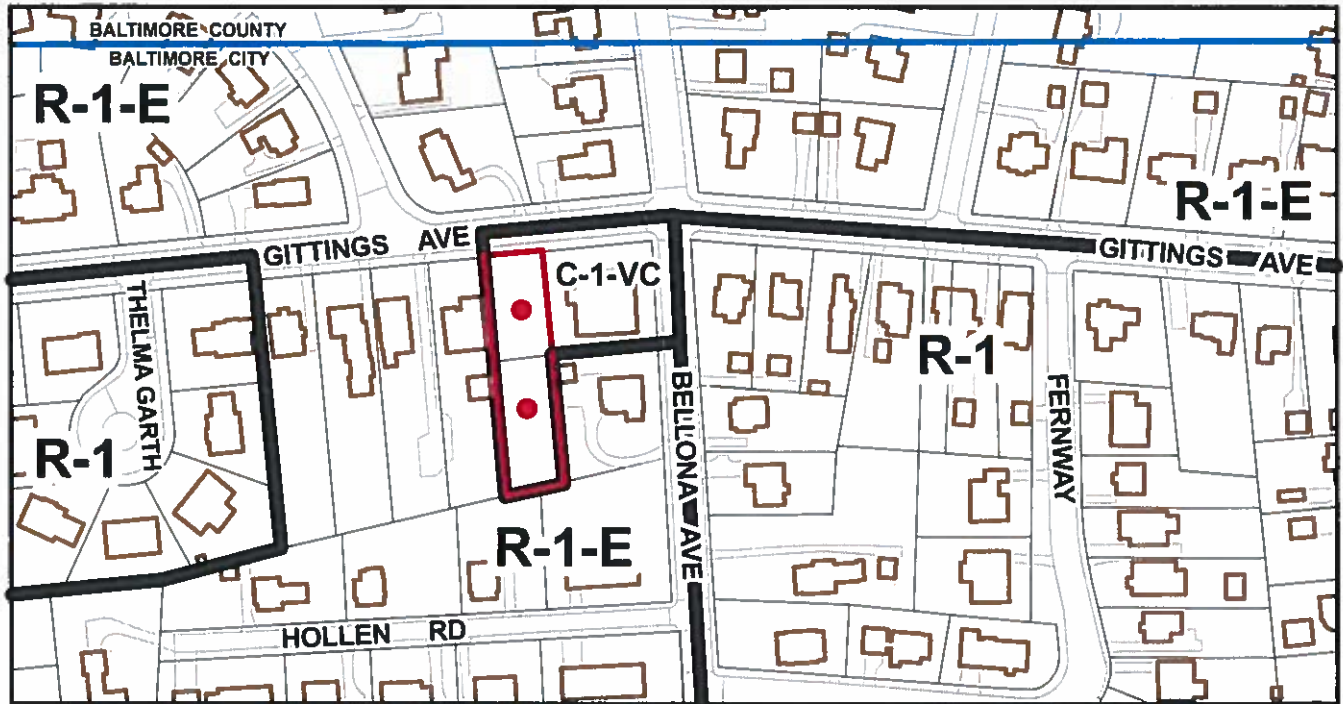 BALTIMORE COUNTY
BALTIMORE CITY
R-1-E
R-1-E
GITTINGS AVE
GITTINGS AVE
C-1-VC
THELMA GARTH
R-1
R-1
BELLONA AVE
FERNWAY
R-1-E
HOLLEN RD